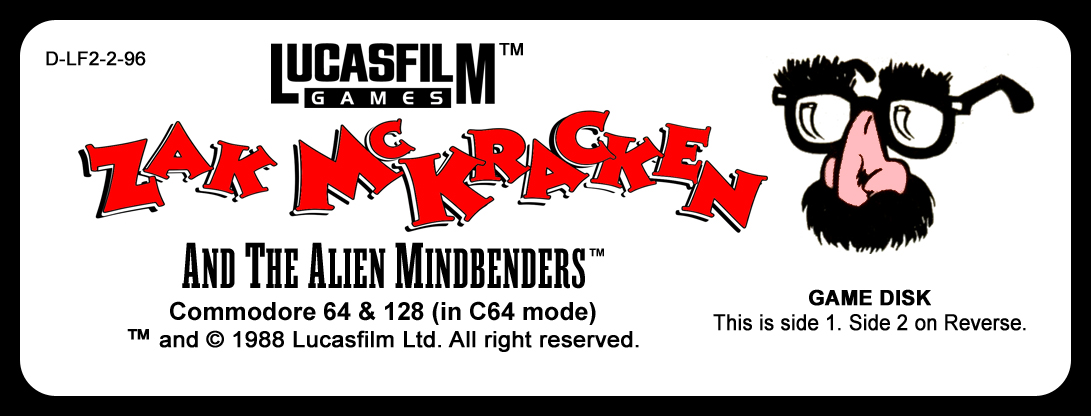 D-LF2-2-96
LUCASFILM™
GAMES
ZAK MCKRACKEN
AND THE ALIEN MINDBENDERS™
Commodore 64 & 128 (in C64 mode)
™ and © 1988 Lucasfilm Ltd. All right reserved.
GAME DISK
This is side 1. Side 2 on Reverse.